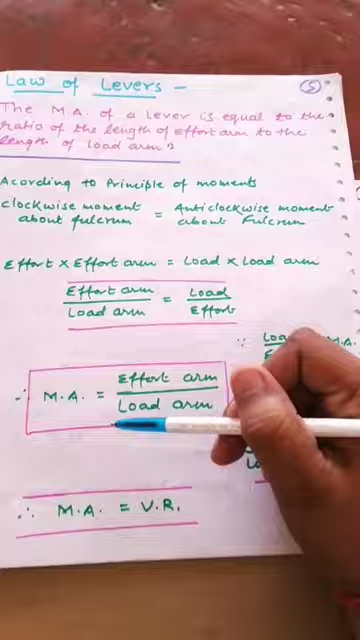 Law of Levers -
5
The M.A. of a lever is equal to the
ratio of the length of effort arm to the
length of load arm?
Acording to Principle of moments
clockwise moment about fulcrum = Anticlockwise moment about Fulcrum
Effort × Effort arm = Load × Load arm
Effort arm / Load arm = Load / Effort
∴ M.A. = Effort arm / Load arm
∴ M.A. = V.R.